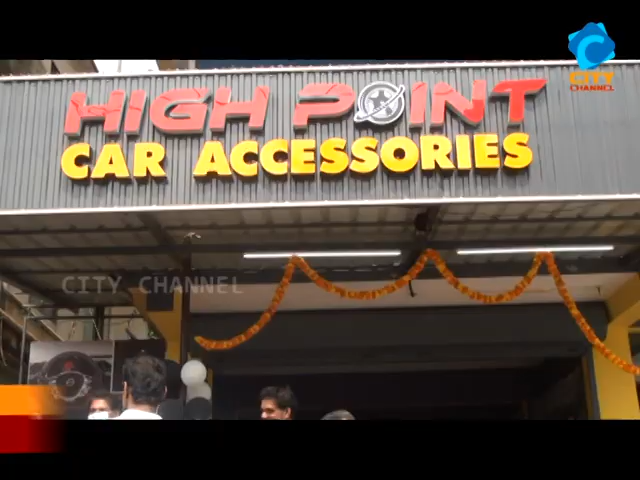 CITY
CHANNEL
HIGH POINT
CAR ACCESSORIES
CITY CHANNEL